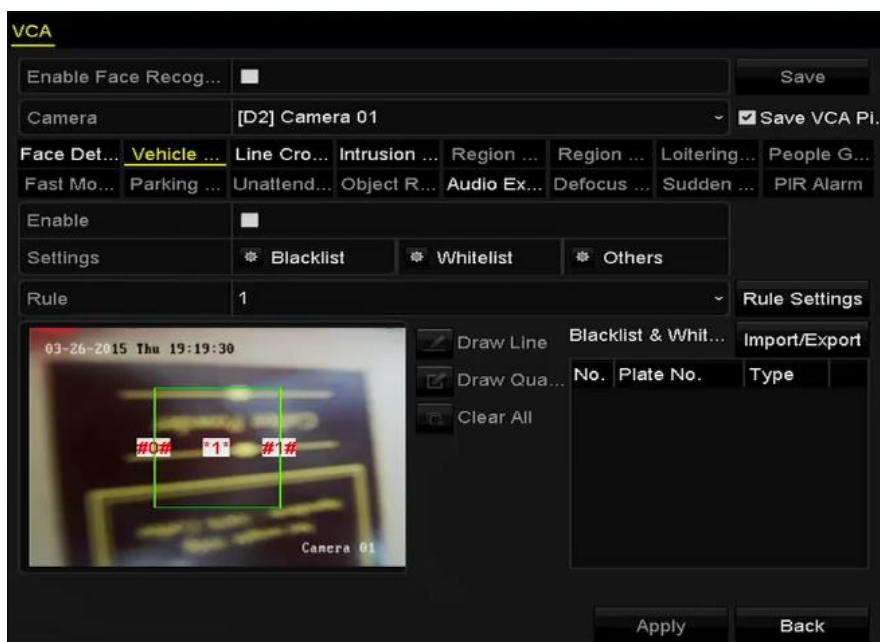 VCA
Enable Face Recog... Save
Camera [D2] Camera 01 Save VCA Pi.
Face Det... Vehicle ... Line Cro... Intrusion ... Region ... Region ... Loitering... People G...
Fast Mo... Parking ... Unattend... Object R... Audio Ex... Defocus ... Sudden ... PIR Alarm
Enable
Settings Blacklist Whitelist Others
Rule 1 Rule Settings
03-26-2015 Thu 19:19:30
#0# *1* #1#
Camera 01
Draw Line
Draw Qua...
Clear All
Blacklist & Whit... Import/Export
No. Plate No. Type
Apply Back